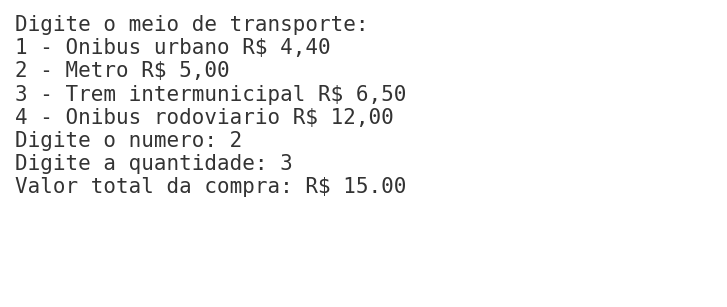 Digite o meio de transporte:
1 - Onibus urbano R$ 4,40
2 - Metro R$ 5,00
3 - Trem intermunicipal R$ 6,50
4 - Onibus rodoviario R$ 12,00
Digite o numero: 2
Digite a quantidade: 3
Valor total da compra: R$ 15.00